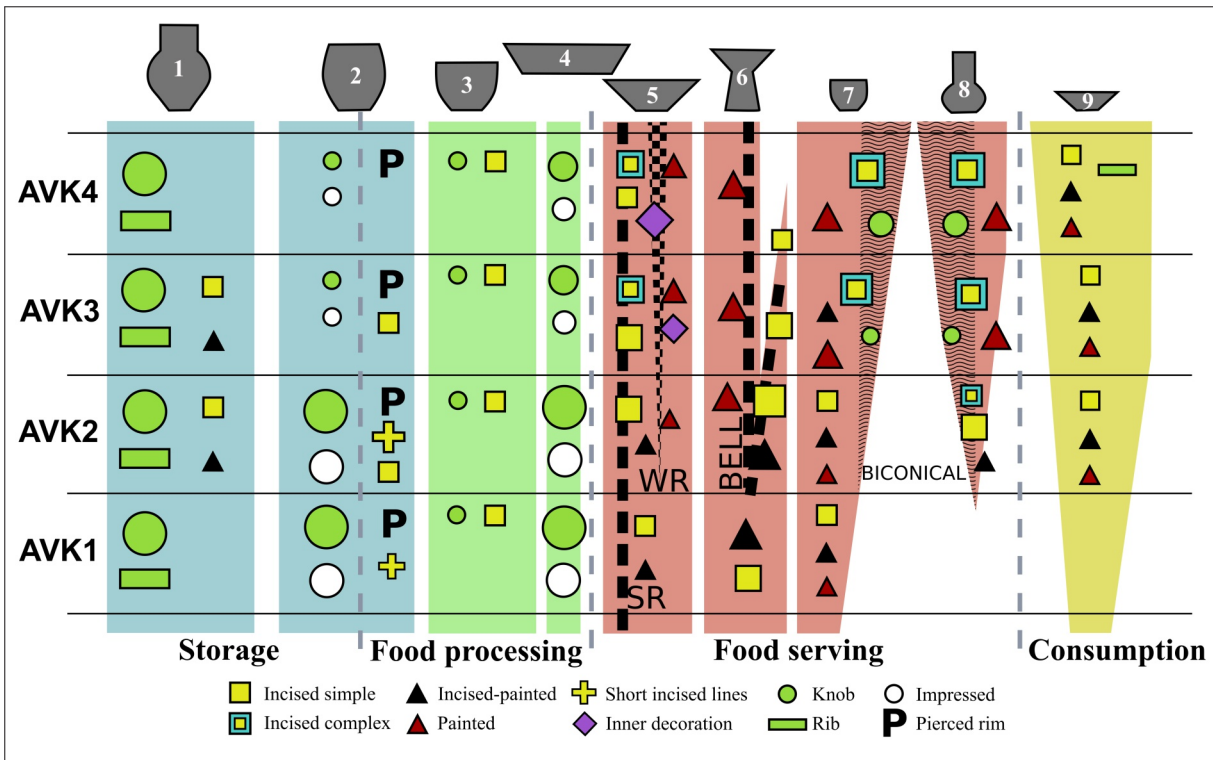 1 2 3 4 5 6 7 8 9
AVK4 P
AVK3 P
AVK2 P
WR BELL BICONICAL
AVK1 P
SR
Storage Food processing Food serving Consumption
Incised simple Incised-painted Short incised lines Knob Impressed
Incised complex Painted Inner decoration Rib P Pierced rim